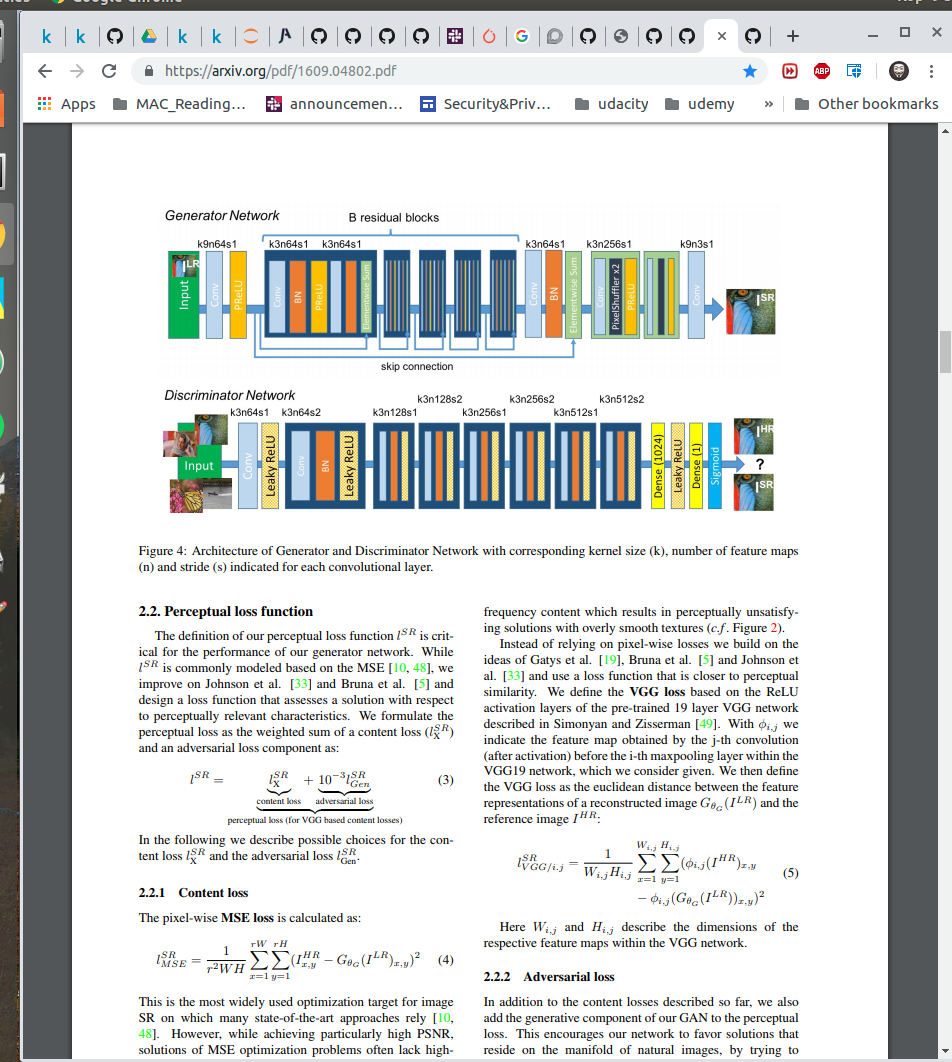 Google Chrome
https://arxiv.org/pdf/1609.04802.pdf
Apps MAC_Reading... announcemen... Security&Priv... udacity udemy » Other bookmarks
Generator Network
B residual blocks
k9n64s1 k3n64s1 k3n64s1 k3n64s1 k3n256s1 k9n3s1
Input
I LR
Conv
PReLU
Conv
BN
PReLU
Elementwise Sum
Conv
BN
Elementwise Sum
Conv
PixelShuffler x2
PReLU
Conv
I SR
skip connection
Discriminator Network
k3n128s2 k3n256s2 k3n512s2
k3n64s1 k3n64s2 k3n128s1 k3n256s1 k3n512s1
Input
Conv
Leaky ReLU
Conv
BN
Leaky ReLU
Dense (1024)
Leaky ReLU
Dense (1)
Sigmoid
I HR
?
I SR
Figure 4: Architecture of Generator and Discriminator Network with corresponding kernel size (k), number of feature maps
(n) and stride (s) indicated for each convolutional layer.
2.2. Perceptual loss function
The definition of our perceptual loss function l^{SR} is crit-
ical for the performance of our generator network. While
l^{SR} is commonly modeled based on the MSE [10, 48], we
improve on Johnson et al. [33] and Bruna et al. [5] and
design a loss function that assesses a solution with respect
to perceptually relevant characteristics. We formulate the
perceptual loss as the weighted sum of a content loss (l_X^{SR})
and an adversarial loss component as:
l^{SR} = l_X^{SR} + 10^{-3} l_{Gen}^{SR} (3)
content loss adversarial loss
perceptual loss (for VGG based content losses)
In the following we describe possible choices for the con-
tent loss l_X^{SR} and the adversarial loss l_{Gen}^{SR}.
2.2.1 Content loss
The pixel-wise MSE loss is calculated as:
l_{MSE}^{SR} = \frac{1}{r^2WH} \sum_{x=1}^{rW} \sum_{y=1}^{rH} (I_{x,y}^{HR} - G_{θ_G}(I^{LR})_{x,y})^2 (4)
This is the most widely used optimization target for image
SR on which many state-of-the-art approaches rely [10,
48]. However, while achieving particularly high PSNR,
solutions of MSE optimization problems often lack high-
frequency content which results in perceptually unsatisfy-
ing solutions with overly smooth textures (c.f. Figure 2).
Instead of relying on pixel-wise losses we build on the
ideas of Gatys et al. [19], Bruna et al. [5] and Johnson et
al. [33] and use a loss function that is closer to perceptual
similarity. We define the VGG loss based on the ReLU
activation layers of the pre-trained 19 layer VGG network
described in Simonyan and Zisserman [49]. With ϕ_{i,j} we
indicate the feature map obtained by the j-th convolution
(after activation) before the i-th maxpooling layer within the
VGG19 network, which we consider given. We then define
the VGG loss as the euclidean distance between the feature
representations of a reconstructed image G_{θ_G}(I^{LR}) and the
reference image I^{HR}:
l_{VGG/i.j}^{SR} = \frac{1}{W_{i,j}H_{i,j}} \sum_{x=1}^{W_{i,j}} \sum_{y=1}^{H_{i,j}} (ϕ_{i,j}(I^{HR})_{x,y}
- ϕ_{i,j}(G_{θ_G}(I^{LR}))_{x,y})^2 (5)
Here W_{i,j} and H_{i,j} describe the dimensions of the
respective feature maps within the VGG network.
2.2.2 Adversarial loss
In addition to the content losses described so far, we also
add the generative component of our GAN to the perceptual
loss. This encourages our network to favor solutions that
reside on the manifold of natural images, by trying to